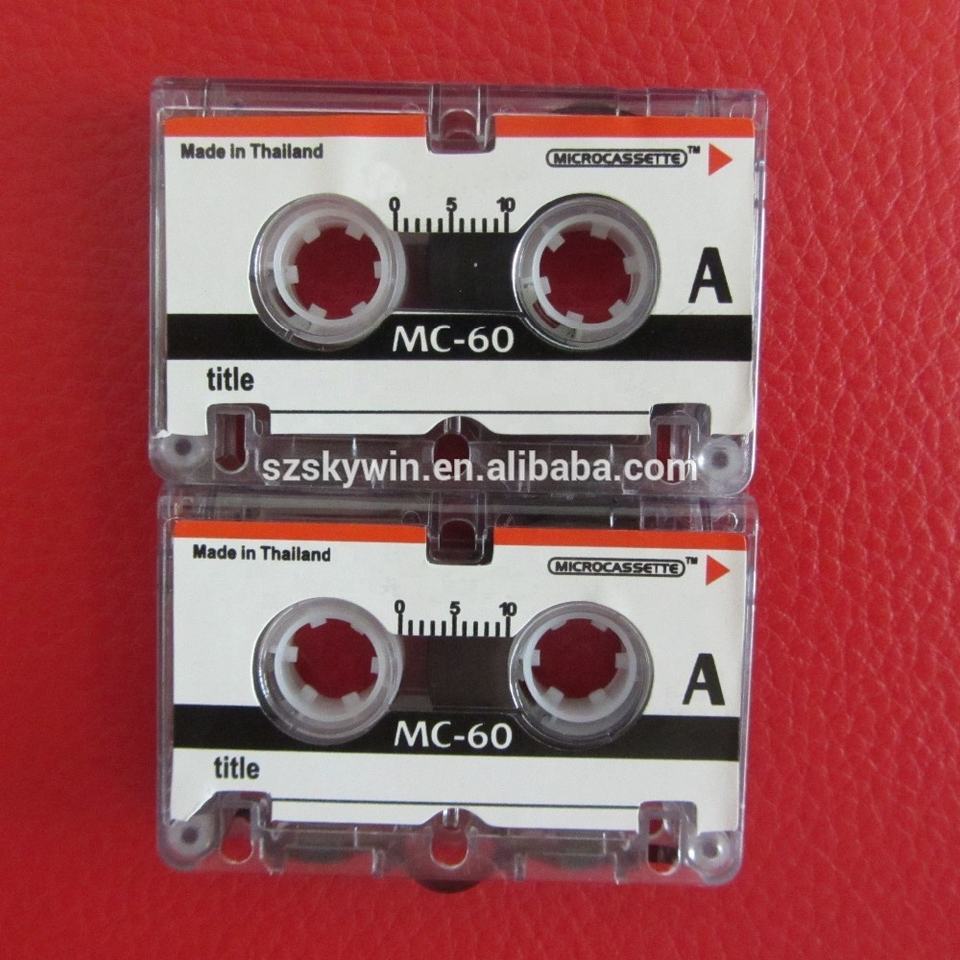 Made in Thailand
MICROCASSETTE™
0 5 10
A
MC-60
title
szskywin.en.alibaba.com
Made in Thailand
MICROCASSETTE™
0 5 10
A
MC-60
title